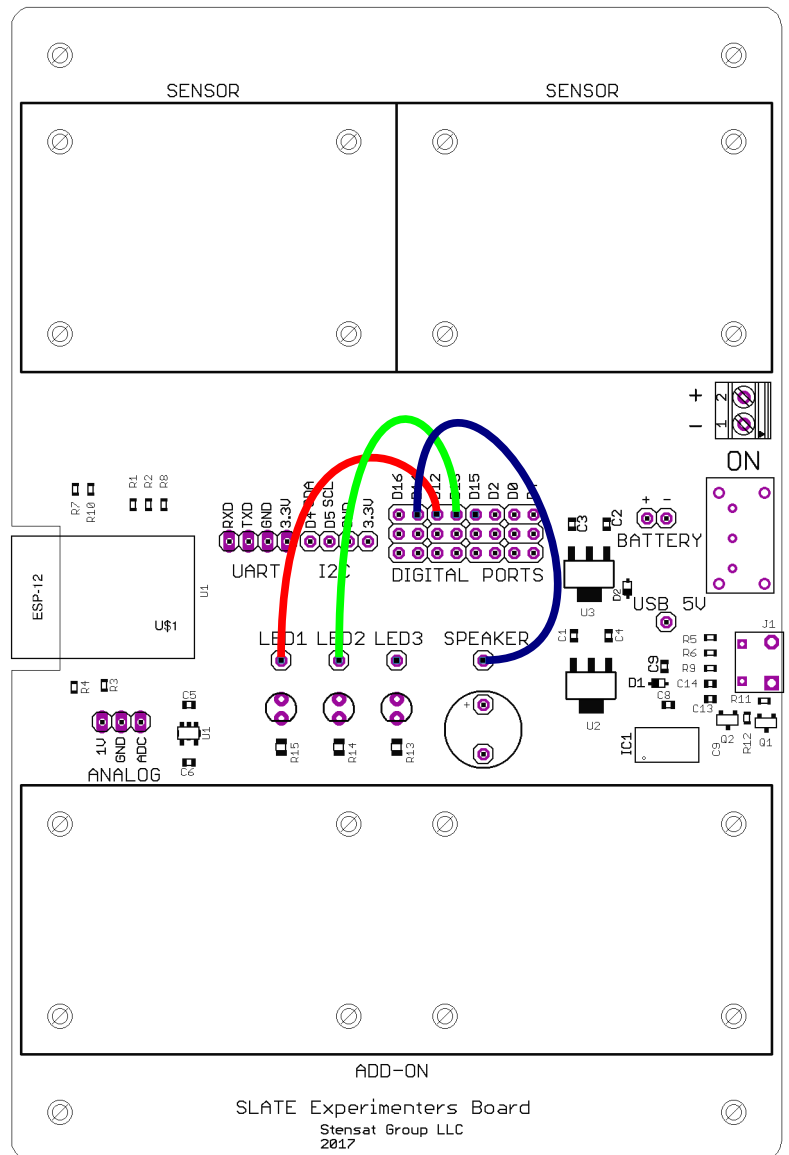 SENSOR SENSOR
+ 2
- 1
ON
R7 R10 R1 R2 R8
RXD TXD GND 3.3V D4 D5 SCL 3.3V
D16 D12 D15 D2 D0
UART I2C DIGITAL PORTS
C3 C2
+ -
BATTERY
ESP-12
U$1
U1
U3
D2
USB 5V
J1
LED1 LED2 LED3 SPEAKER
C1 C4
R5
R6
R9
C14
C13
C9
D1
C8
R11
R4 R3
C5
U1
C6
1V GND ADC
ANALOG
+
R15 R14 R13
U2
IC1
C9 Q2 R12 Q1
ADD-ON
SLATE Experimenters Board
Stensat Group LLC
2017